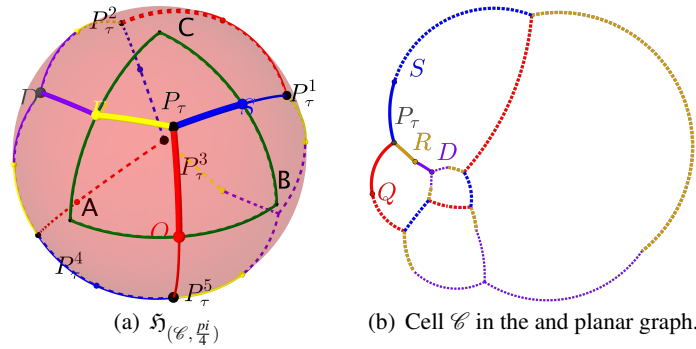 P_τ^2
C
D
P_τ
P_τ^1
S
P_τ^3
A
B
Q
P_τ^4
P_τ^5
(a) ℌ_(𝒞, pi/4)
S
P_τ
R
D
Q
(b) Cell 𝒞 in the and planar graph.